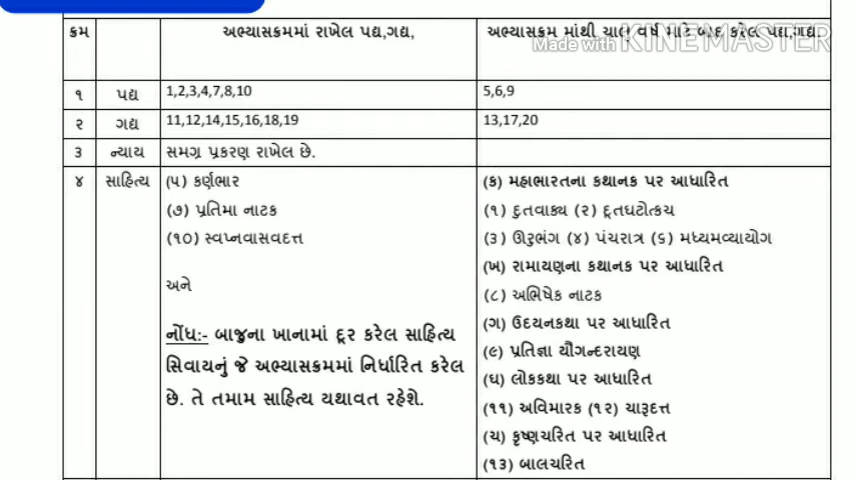 ક્રમ અભ્યાસક્રમમાં રાખેલ પદ્ય,ગદ્ય, અભ્યાસક્રમ માંથી ચાલુ વર્ષ માટે બાદ કરેલ પદ્ય,ગદ્ય,
Made with KINEMASTER
૧ પદ્ય 1,2,3,4,7,8,10 5,6,9
૨ ગદ્ય 11,12,14,15,16,18,19 13,17,20
૩ ન્યાય સમગ્ર પ્રકરણ રાખેલ છે.
૪ સાહિત્ય (૫) કર્ણભાર
(૭) પ્રતિમા નાટક
(૧૦) સ્વપ્નવાસવદત્ત
અને
નોંધ:- બાજુના ખાનામાં દૂર કરેલ સાહિત્ય
સિવાયનું જે અભ્યાસક્રમમાં નિર્ધારિત કરેલ
છે. તે તમામ સાહિત્ય યથાવત રહેશે.
(ક) મહાભારતના કથાનક પર આધારિત
(૧) દુતવાક્ય (૨) દૂતઘટોત્કચ
(૩) ઊરુભંગ (૪) પંચરાત્ર (૬) મધ્યમવ્યાયોગ
(ખ) રામાયણના કથાનક પર આધારિત
(૮) અભિષેક નાટક
(ગ) ઉદયનકથા પર આધારિત
(૯) પ્રતિજ્ઞા યૌગન્દરાયણ
(ઘ) લોકકથા પર આધારિત
(૧૧) અવિમારક (૧૨) ચારૂદત્ત
(ચ) કૃષ્ણચરિત પર આધારિત
(૧૩) બાલચરિત